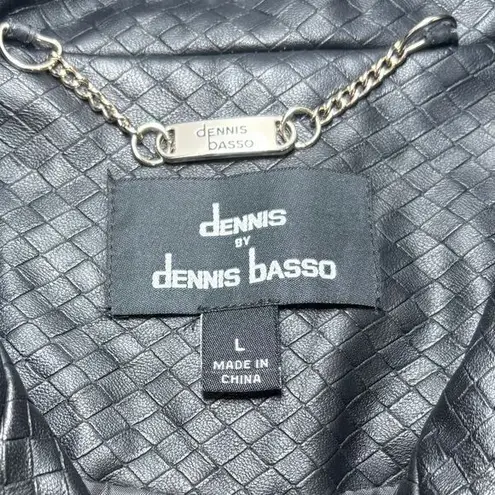 dENNIS
bASSO
dENNIS
BY
dENNIS bASSO
L
MADE IN
CHINA